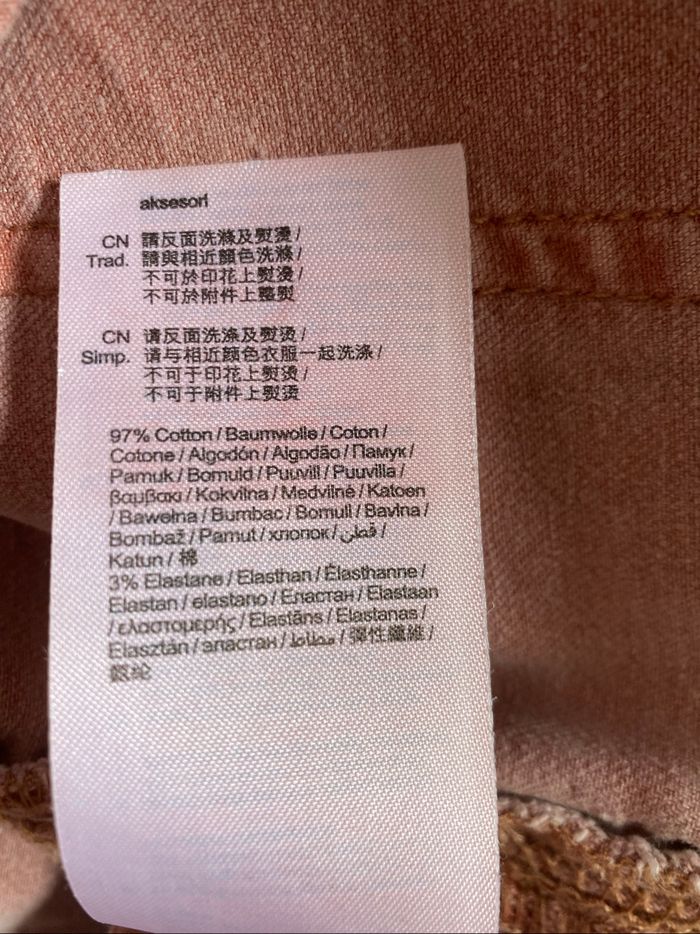 aksesori
CN 請反面洗滌及熨燙/
Trad. 請與相近顏色洗滌/
不可於印花上熨燙/
不可於附件上整熨
CN 请反面洗涤及熨烫/
Simp. 请与相近颜色衣服一起洗涤/
不可于印花上熨烫/
不可于附件上熨烫
97% Cotton / Baumwolle / Coton /
Cotone / Algodón / Algodão / Памук /
Pamuk / Bomuld / Puuvill / Puuvilla /
βαμβακι / Kokvilna / Medvilnė / Katoen
/ Bawełna / Bumbac / Bomull / Bavlna /
Bombaž / Pamut / хлопок / قطن /
Katun / 棉
3% Elastane / Elasthan / Élasthanne /
Elastan / elastano / Еластан / Elastaan
/ ελαστομερής / Elastāns / Elastanas /
Elasztán / эластан / مطاط / 彈性纖維 /
氨纶